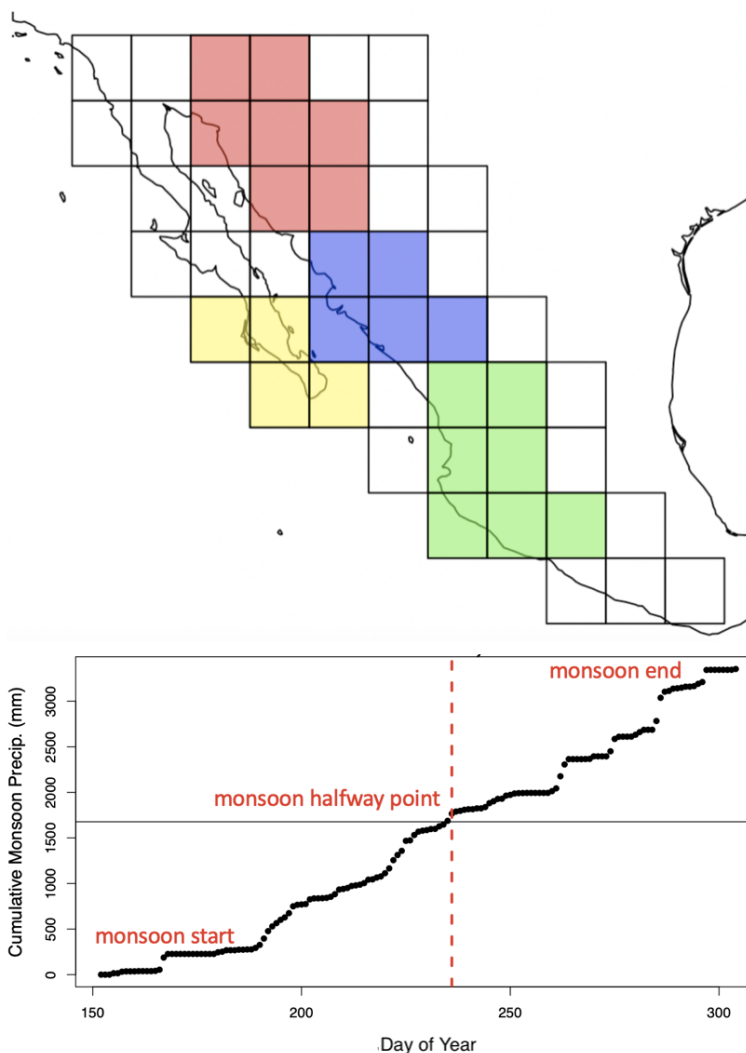 monsoon end
monsoon halfway point
monsoon start
Cumulative Monsoon Precip. (mm)
3000
2500
2000
1500
1000
500
0
150
200
250
300
Day of Year